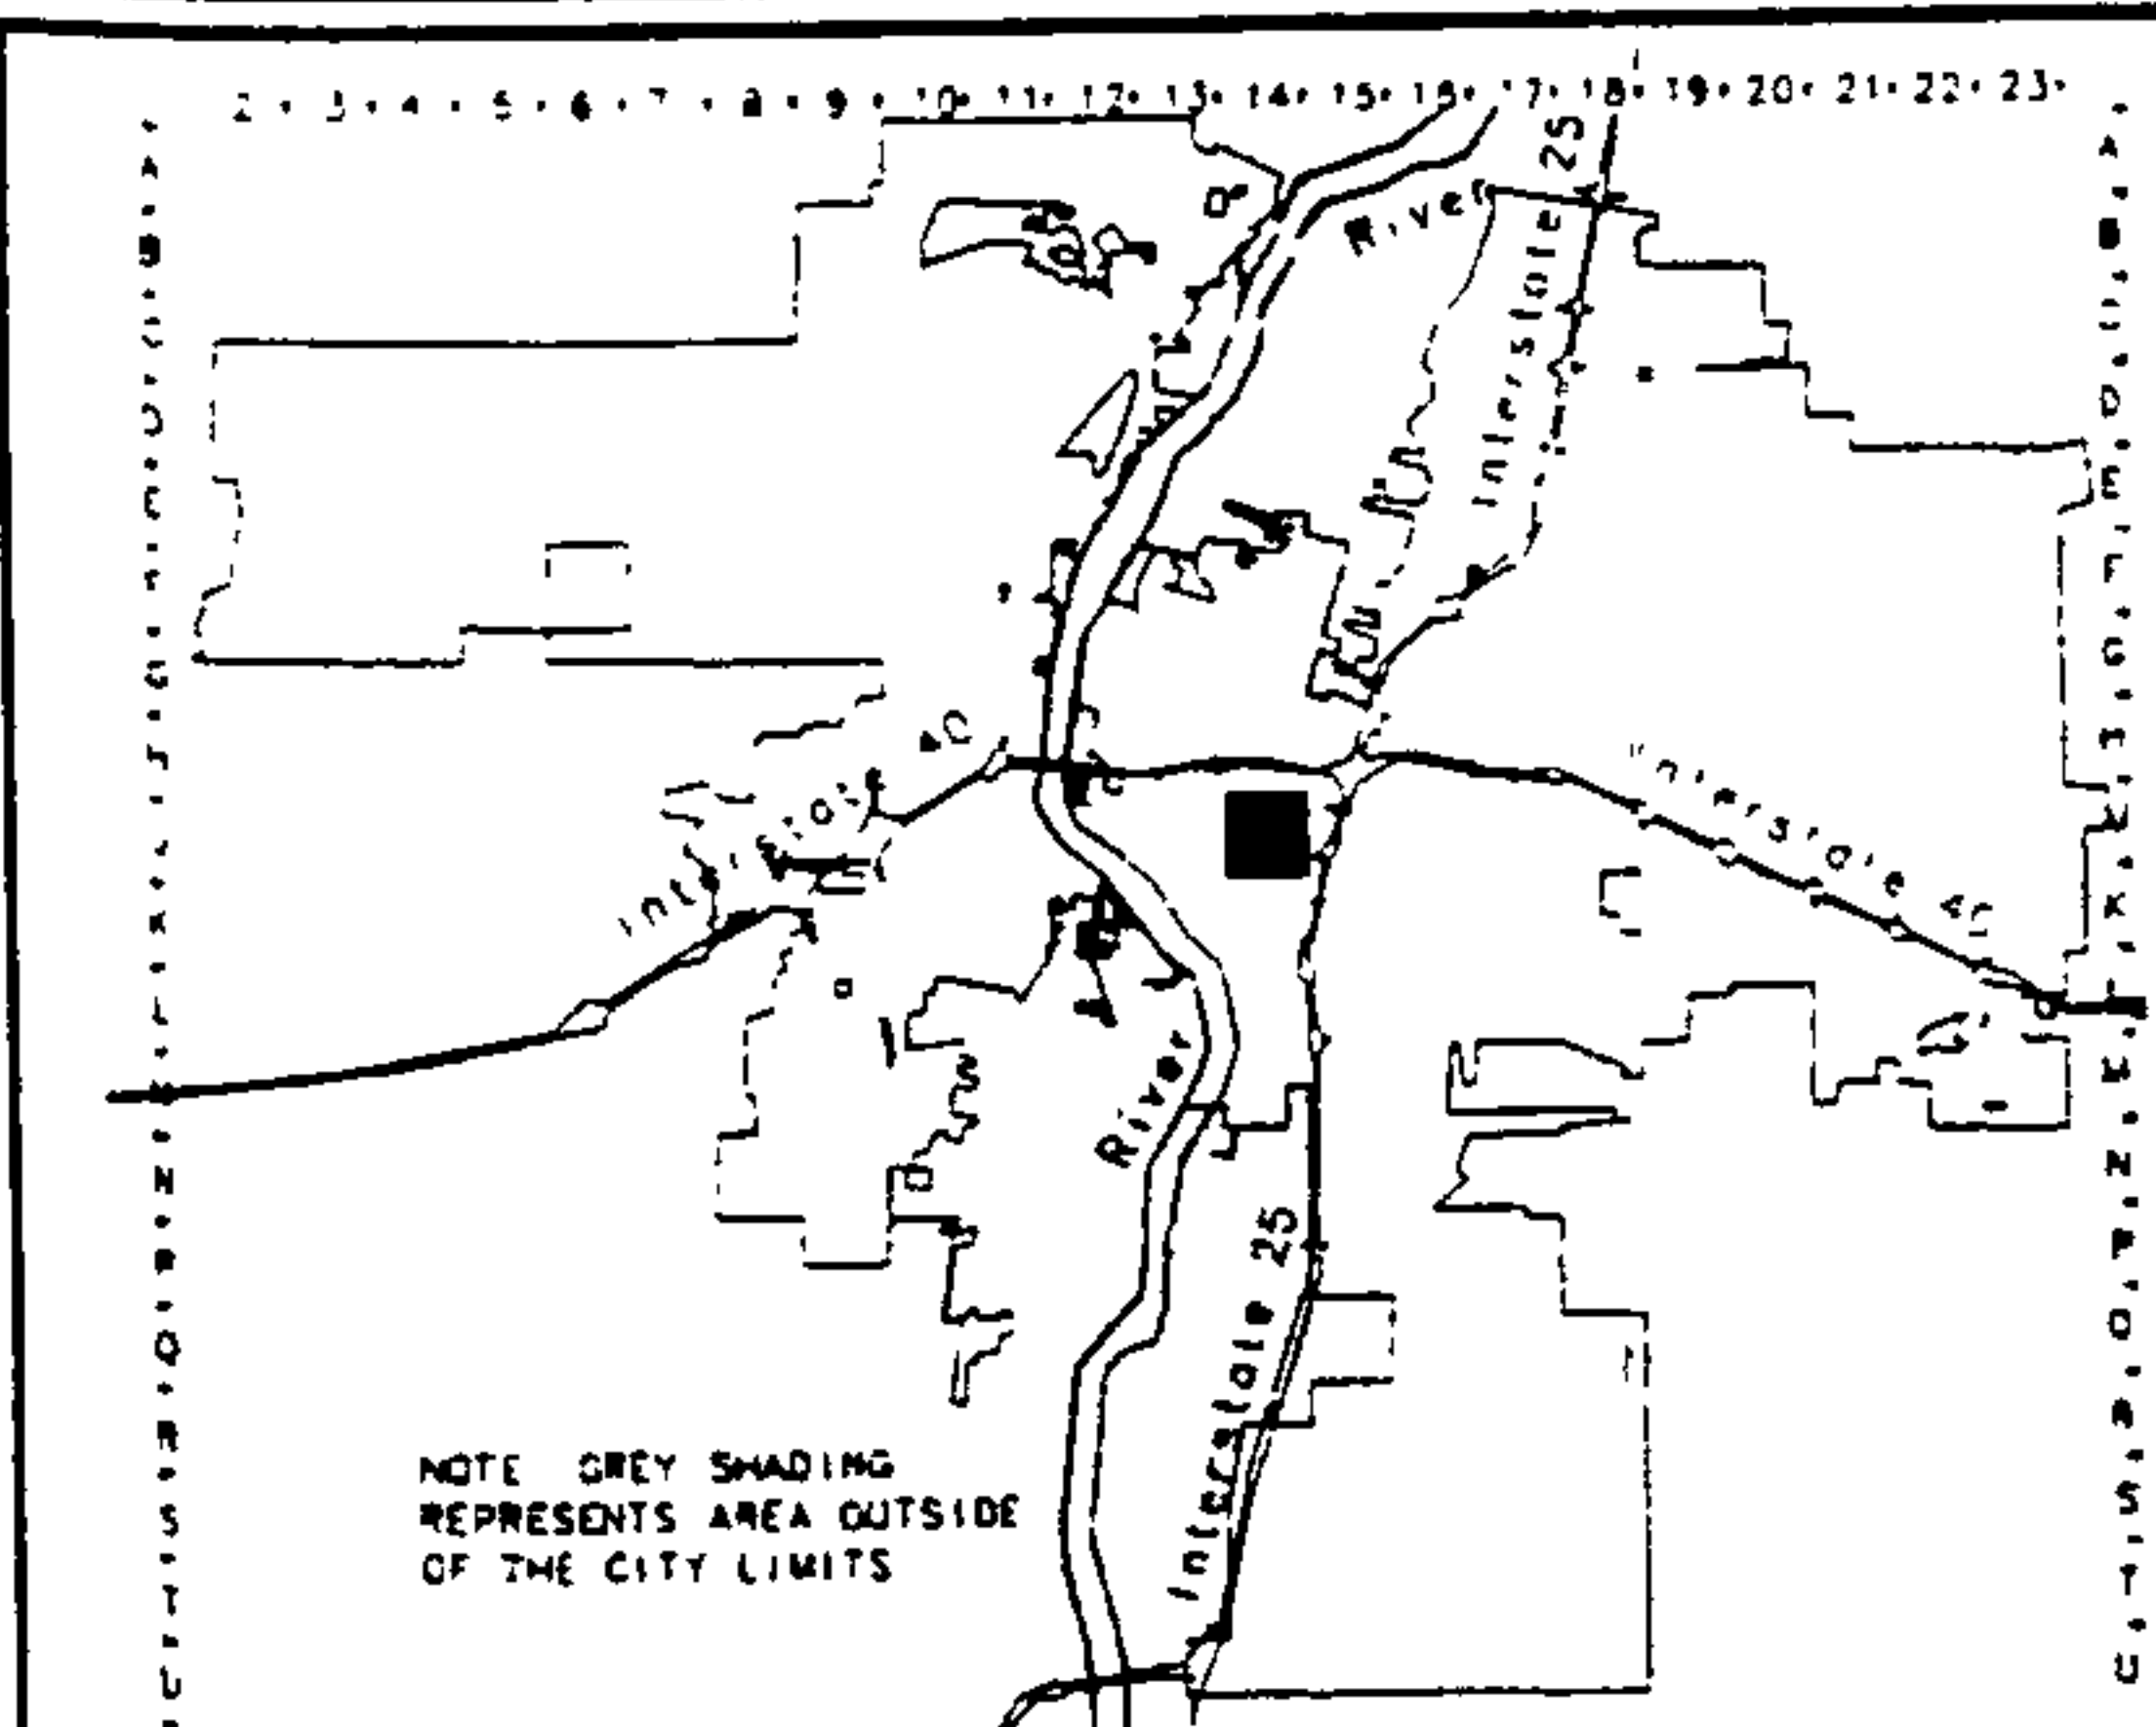 2 • 3 • 4 • 5 • 6 • 7 • 8 • 9 • 10 • 11 • 12 • 13 • 14 • 15 • 16 • 17 • 18 • 19 • 20 • 21 • 22 • 23 •
A
B
D
E
F
G
K
L
M
N
P
Q
R
S
T
U
River
Interstate 25
Interstate 40
Interstate 40
River
Interstate 25
NOTE GREY SHADING
REPRESENTS AREA OUTSIDE
OF THE CITY LIMITS
A
B
D
E
F
G
H
K
L
M
N
P
Q
R
S
T
U